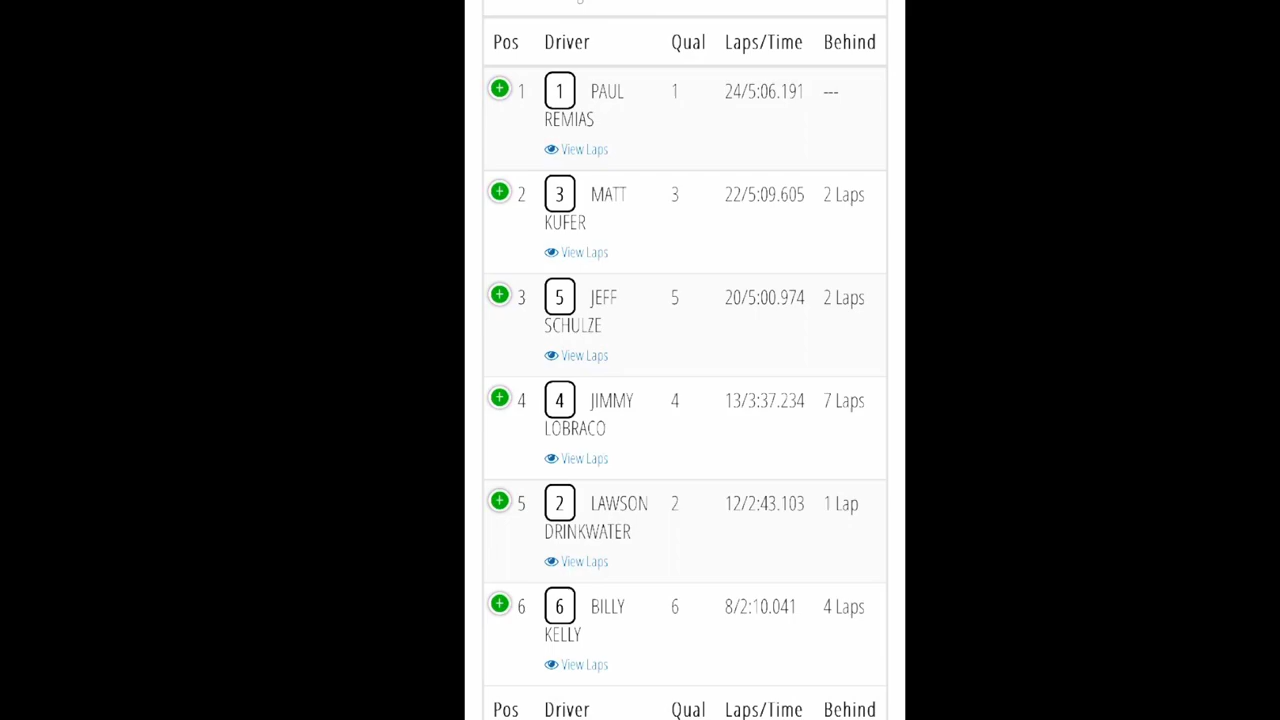 Pos Driver Qual Laps/Time Behind
1 1 PAUL 1 24/5:06.191 ---
REMIAS
View Laps
2 3 MATT 3 22/5:09.605 2 Laps
KUFER
View Laps
3 5 JEFF 5 20/5:00.974 2 Laps
SCHULZE
View Laps
4 4 JIMMY 4 13/3:37.234 7 Laps
LOBRACO
View Laps
5 2 LAWSON 2 12/2:43.103 1 Lap
DRINKWATER
View Laps
6 6 BILLY 6 8/2:10.041 4 Laps
KELLY
View Laps
Pos Driver Qual Laps/Time Behind